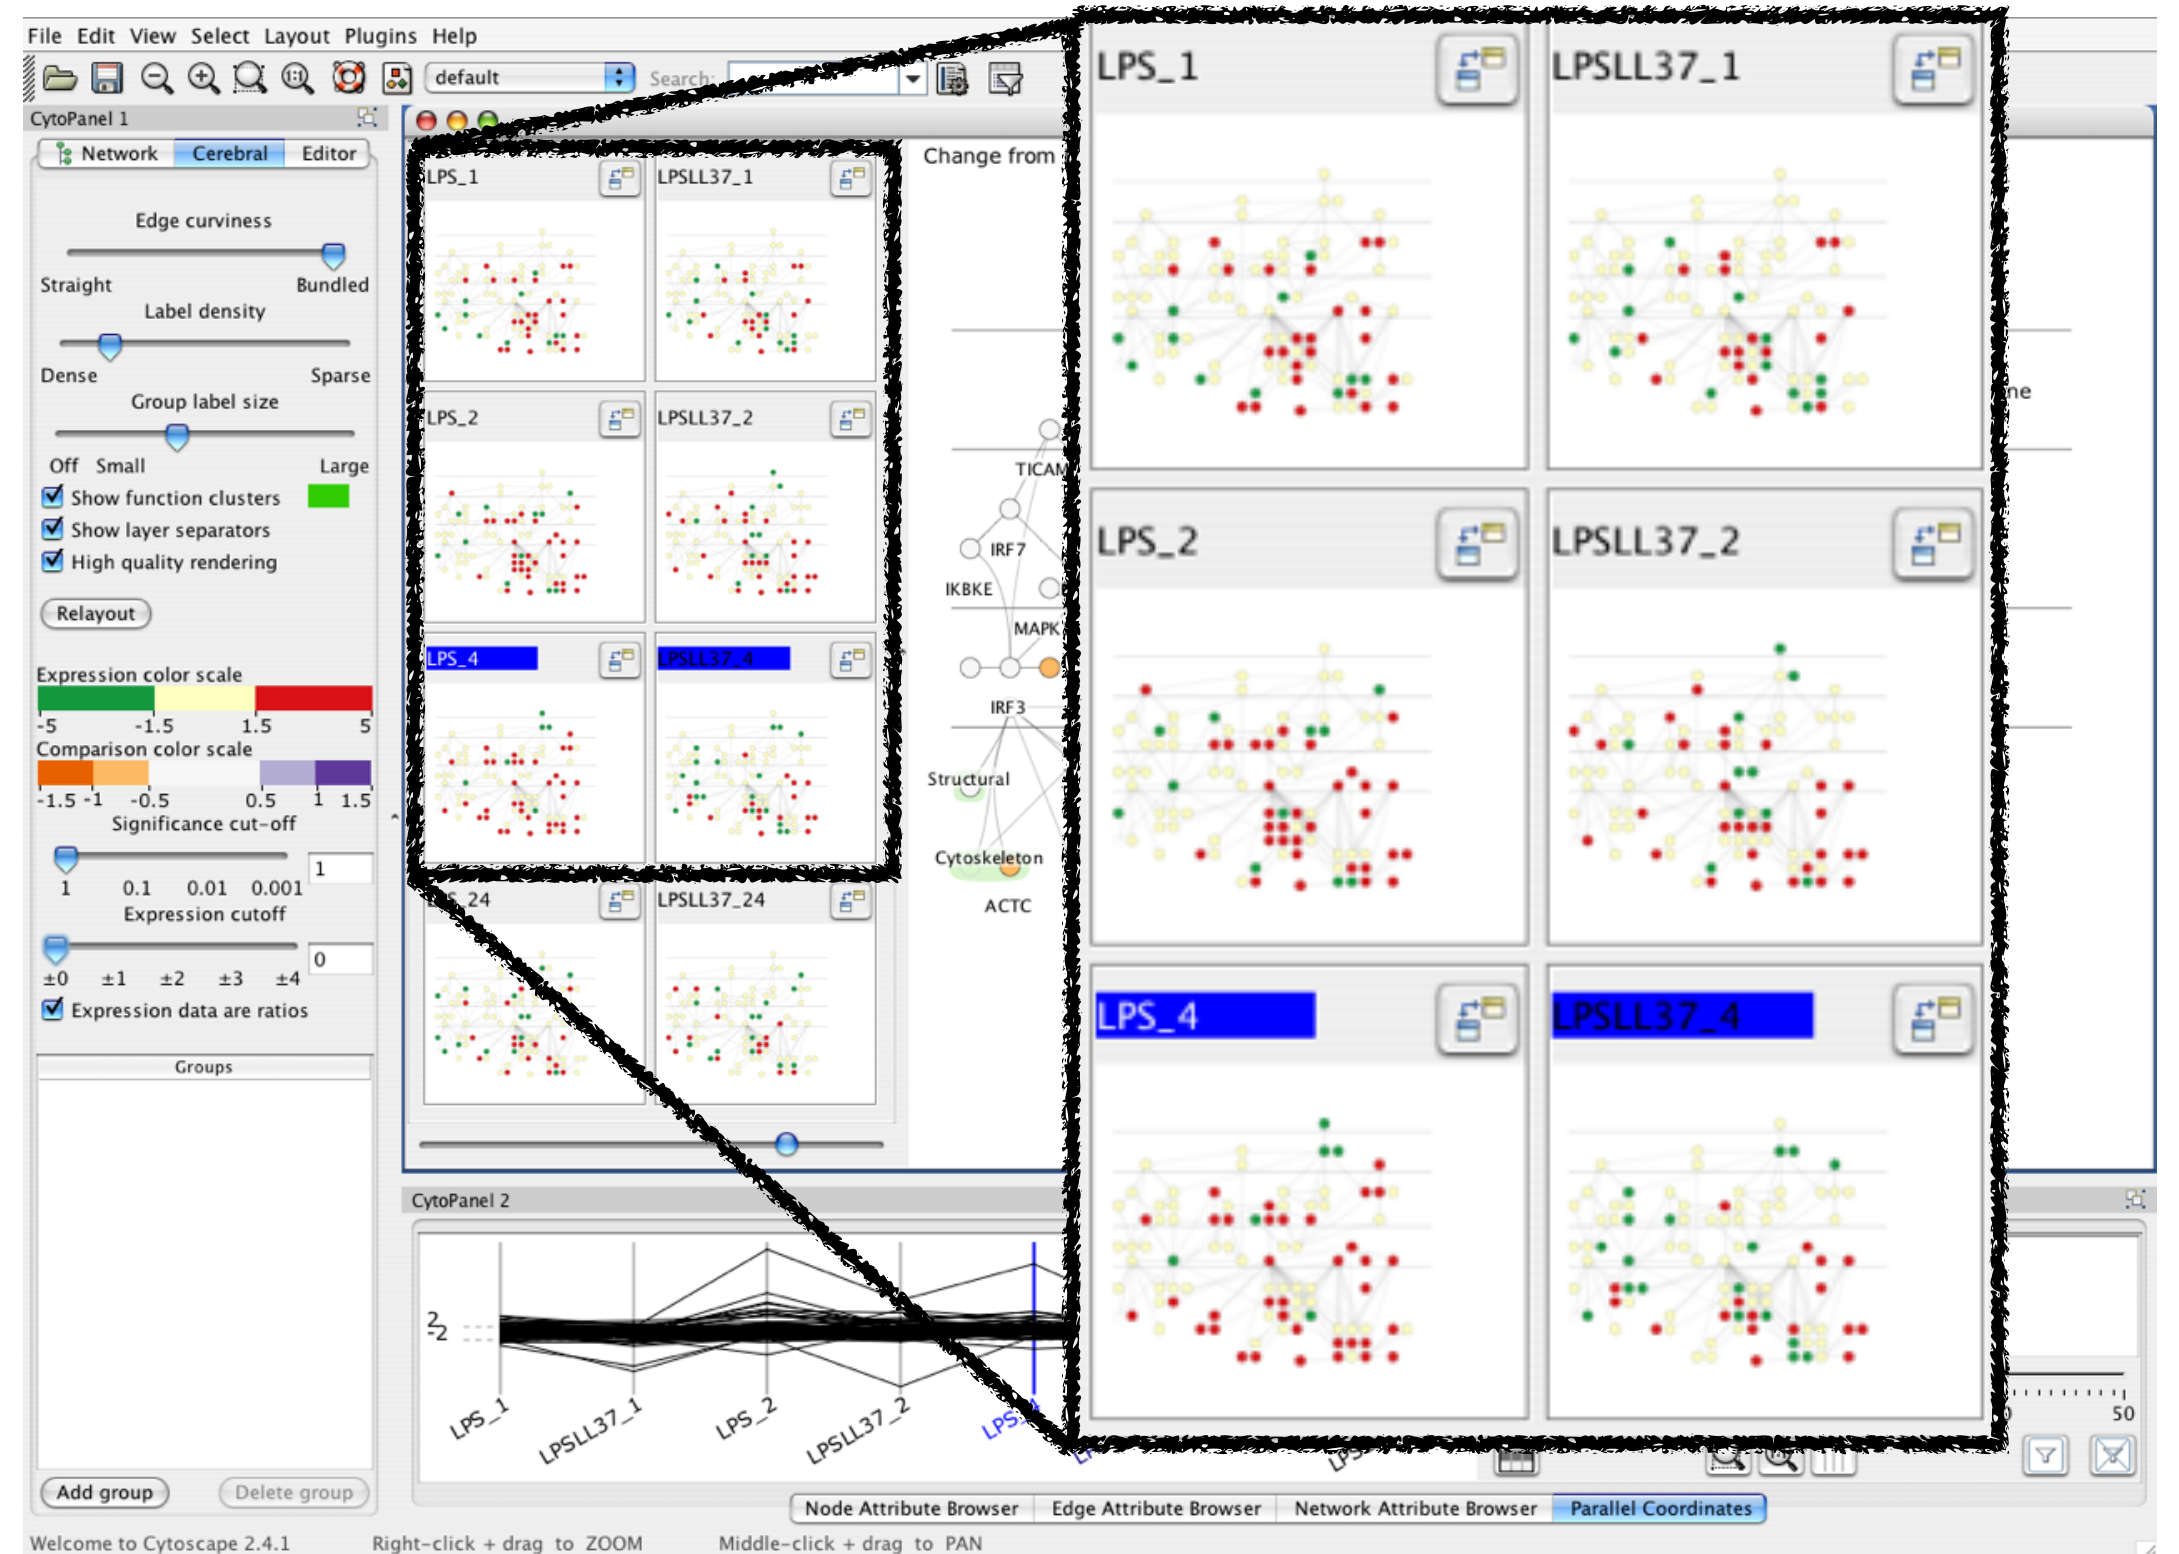 File Edit View Select Layout Plugins Help
default
Search:
CytoPanel 1
Network Cerebral Editor
Edge curviness
Straight Bundled
Label density
Dense Sparse
Group label size
Off Small Large
Show function clusters
Show layer separators
High quality rendering
Relayout
Expression color scale
-5 -1.5 1.5 5
Comparison color scale
-1.5 -1 -0.5 0.5 1 1.5
Significance cut-off
1
1 0.1 0.01 0.001
Expression cutoff
0
±0 ±1 ±2 ±3 ±4
Expression data are ratios
Groups
Add group Delete group
LPS_1 LPSLL37_1
LPS_2 LPSLL37_2
LPS_4 LPSLL37_4
LPSLL37_24
Change from
TICAM
IRF7
IKBKE
MAPK
IRF3
Structural
Cytoskeleton
ACTC
LPS_1 LPSLL37_1
LPS_2 LPSLL37_2
LPS_4 LPSLL37_4
CytoPanel 2
2
-2
LPS_1 LPSLL37_1 LPS_2 LPSLL37_2
50
Node Attribute Browser Edge Attribute Browser Network Attribute Browser Parallel Coordinates
Welcome to Cytoscape 2.4.1 Right-click + drag to ZOOM Middle-click + drag to PAN